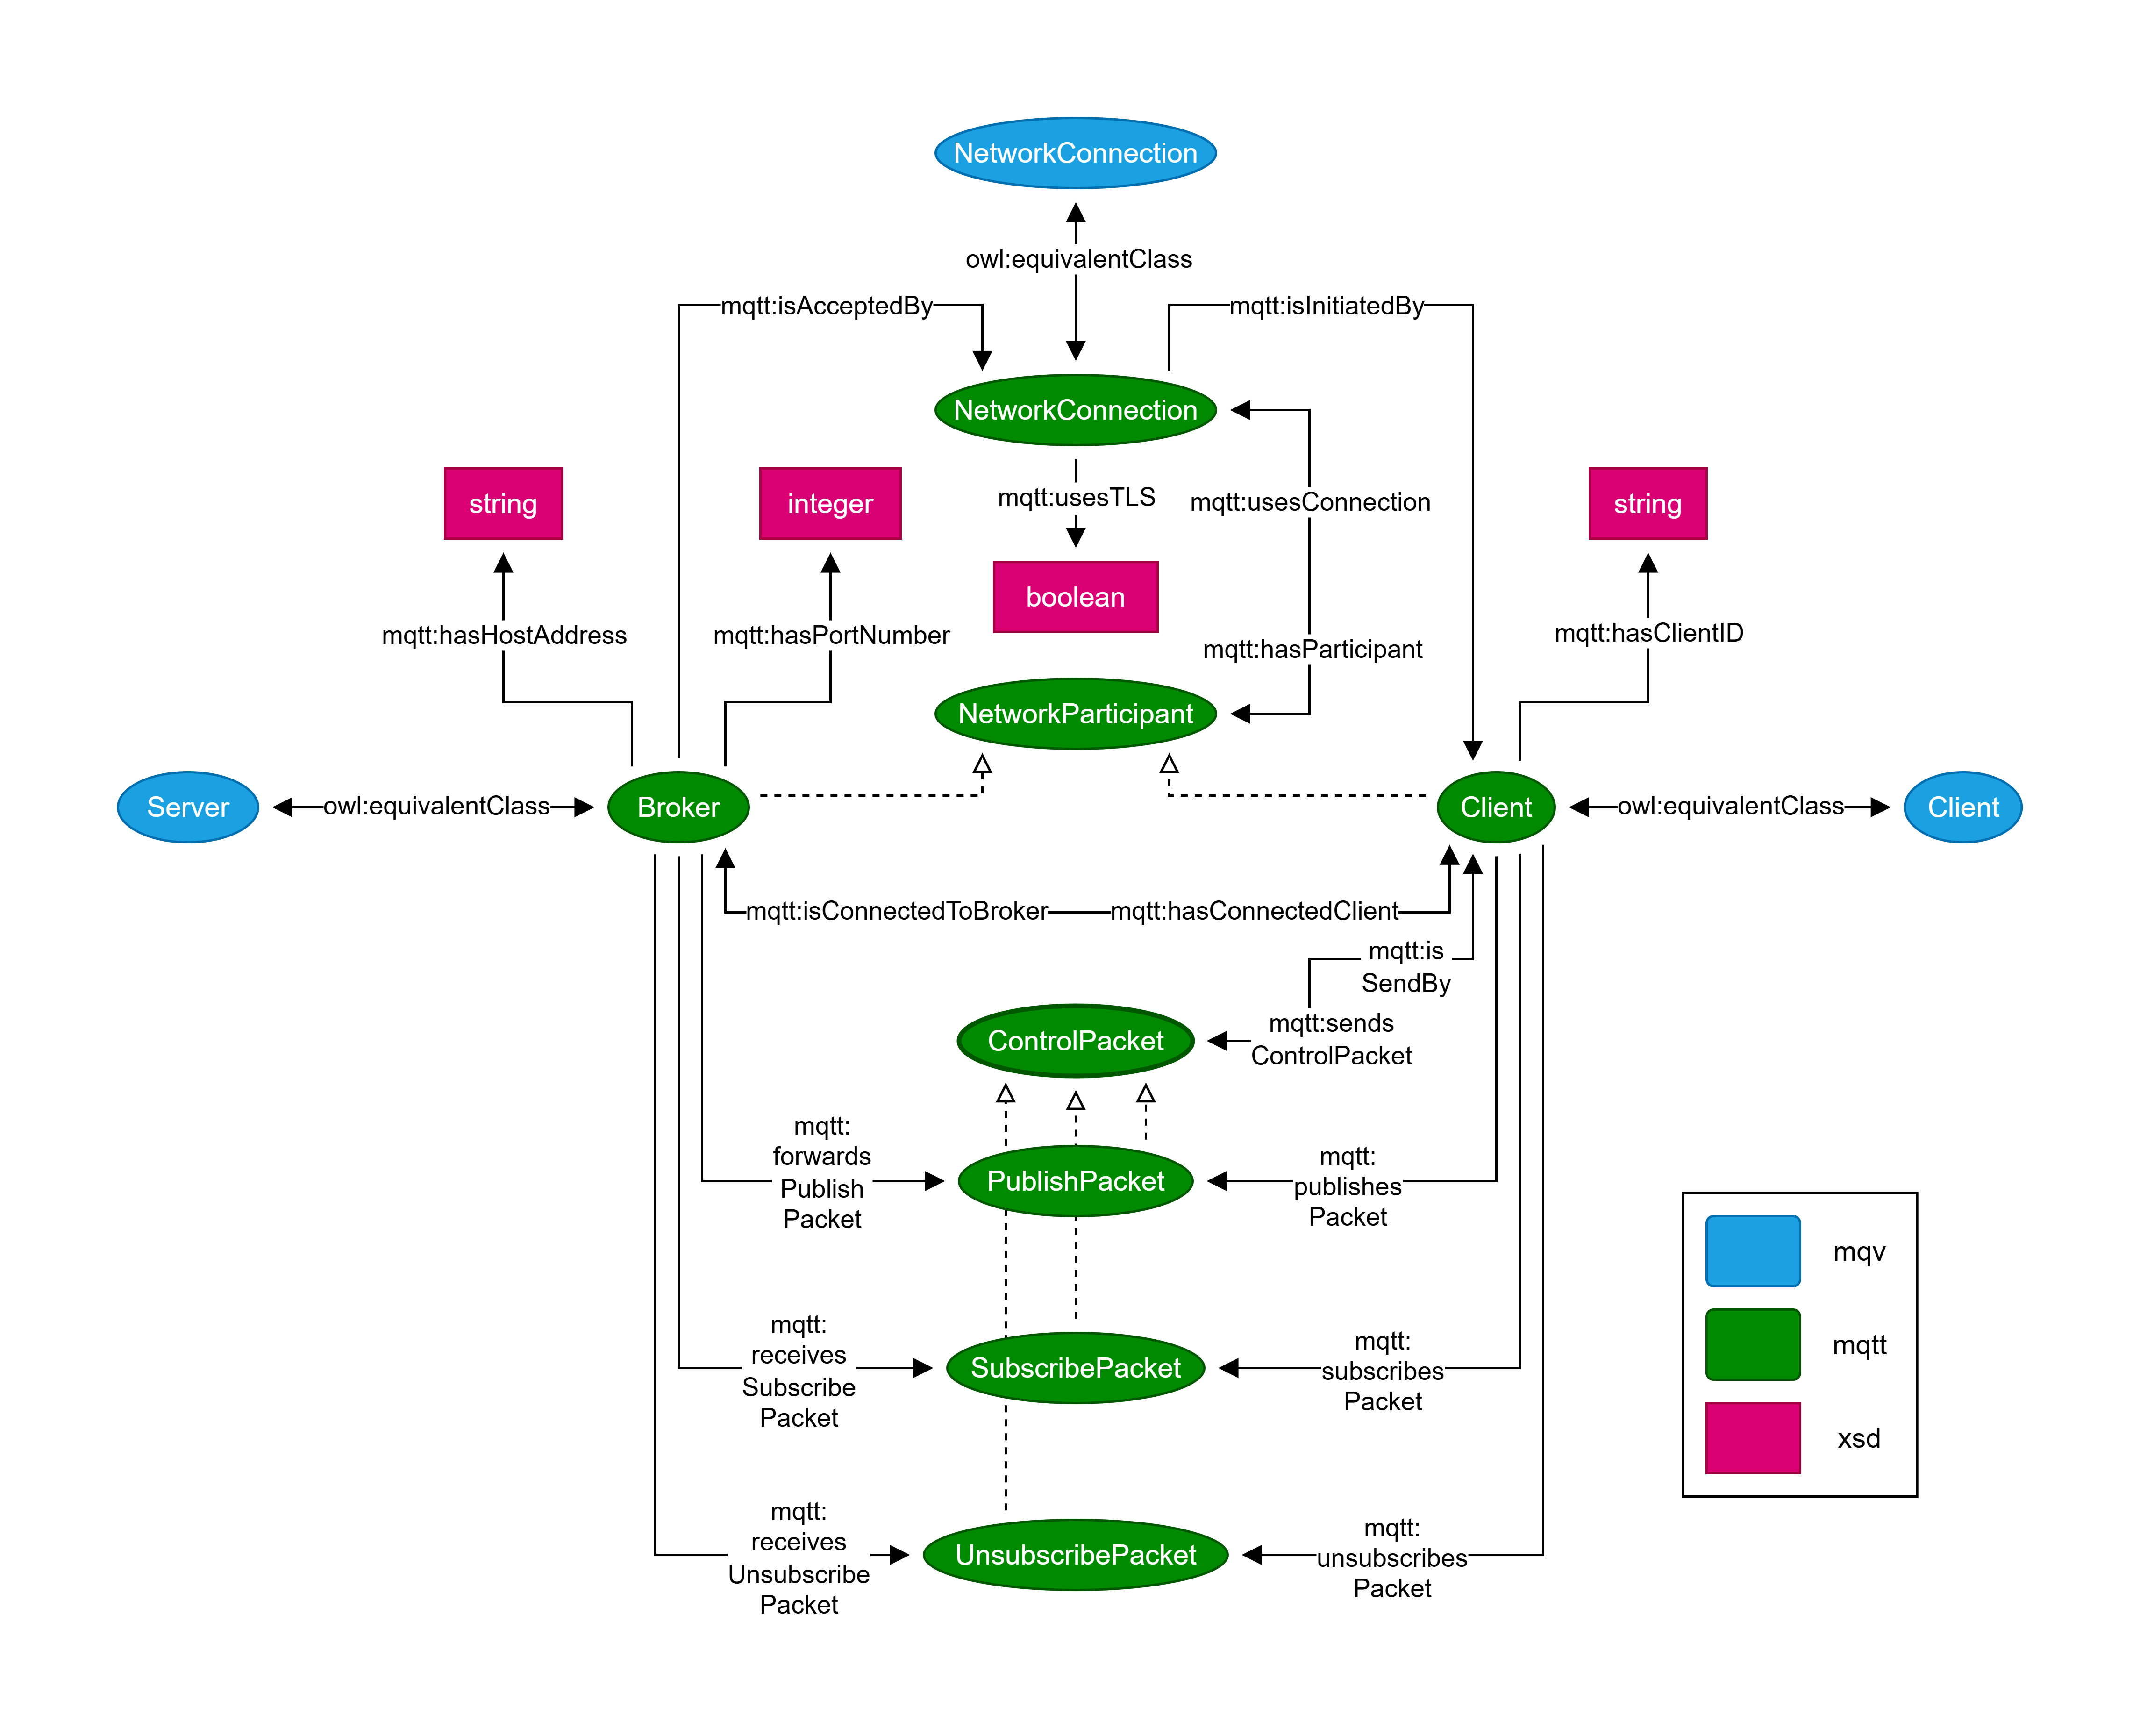 NetworkConnection
owl:equivalentClass
mqtt:isAcceptedBy
mqtt:isInitiatedBy
NetworkConnection
string
integer
mqtt:usesTLS
mqtt:usesConnection
string
boolean
mqtt:hasHostAddress
mqtt:hasPortNumber
mqtt:hasParticipant
mqtt:hasClientID
NetworkParticipant
Server
owl:equivalentClass
Broker
Client
owl:equivalentClass
Client
mqtt:isConnectedToBroker
mqtt:hasConnectedClient
mqtt:is
SendBy
mqtt:sends
ControlPacket
ControlPacket
mqtt:
forwards
Publish
Packet
PublishPacket
mqtt:
publishes
Packet
mqtt:
receives
Subscribe
Packet
SubscribePacket
mqtt:
subscribes
Packet
mqtt:
receives
Unsubscribe
Packet
UnsubscribePacket
mqtt:
unsubscribes
Packet
mqv
mqtt
xsd